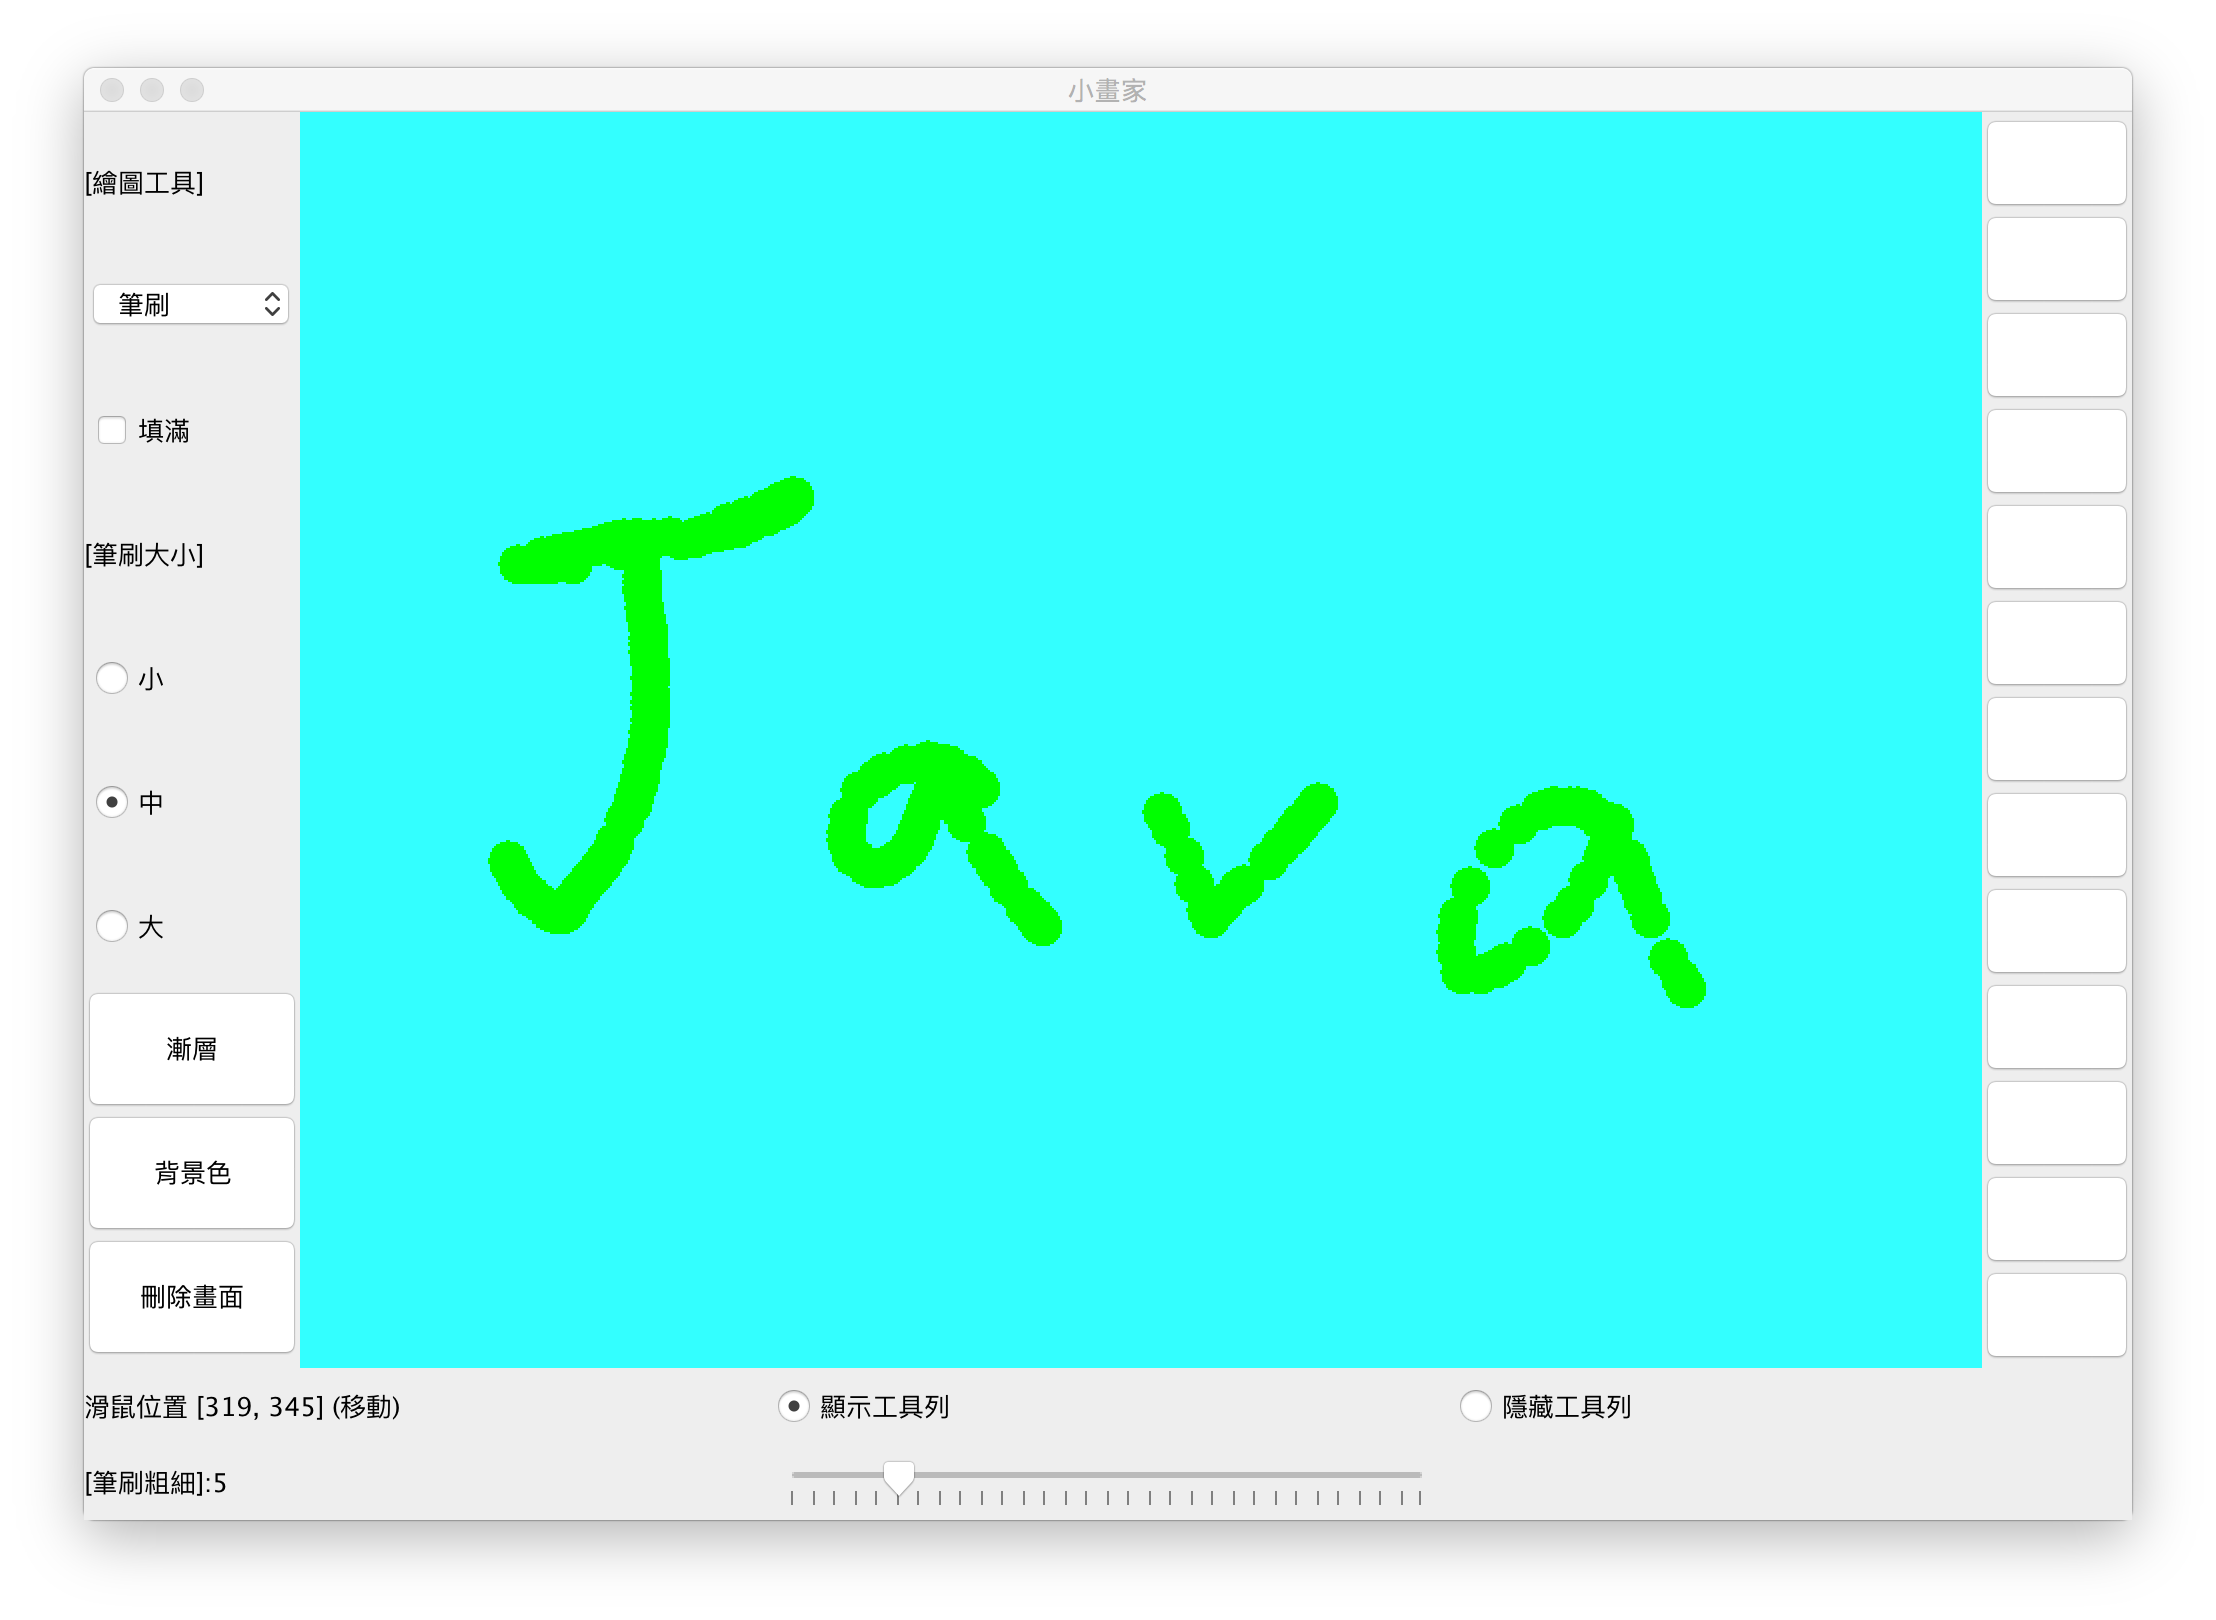 小畫家
[繪圖工具]
筆刷
填滿
[筆刷大小]
小
中
大
漸層
背景色
刪除畫面
Java
滑鼠位置 [319, 345] (移動)
顯示工具列
隱藏工具列
[筆刷粗細]:5